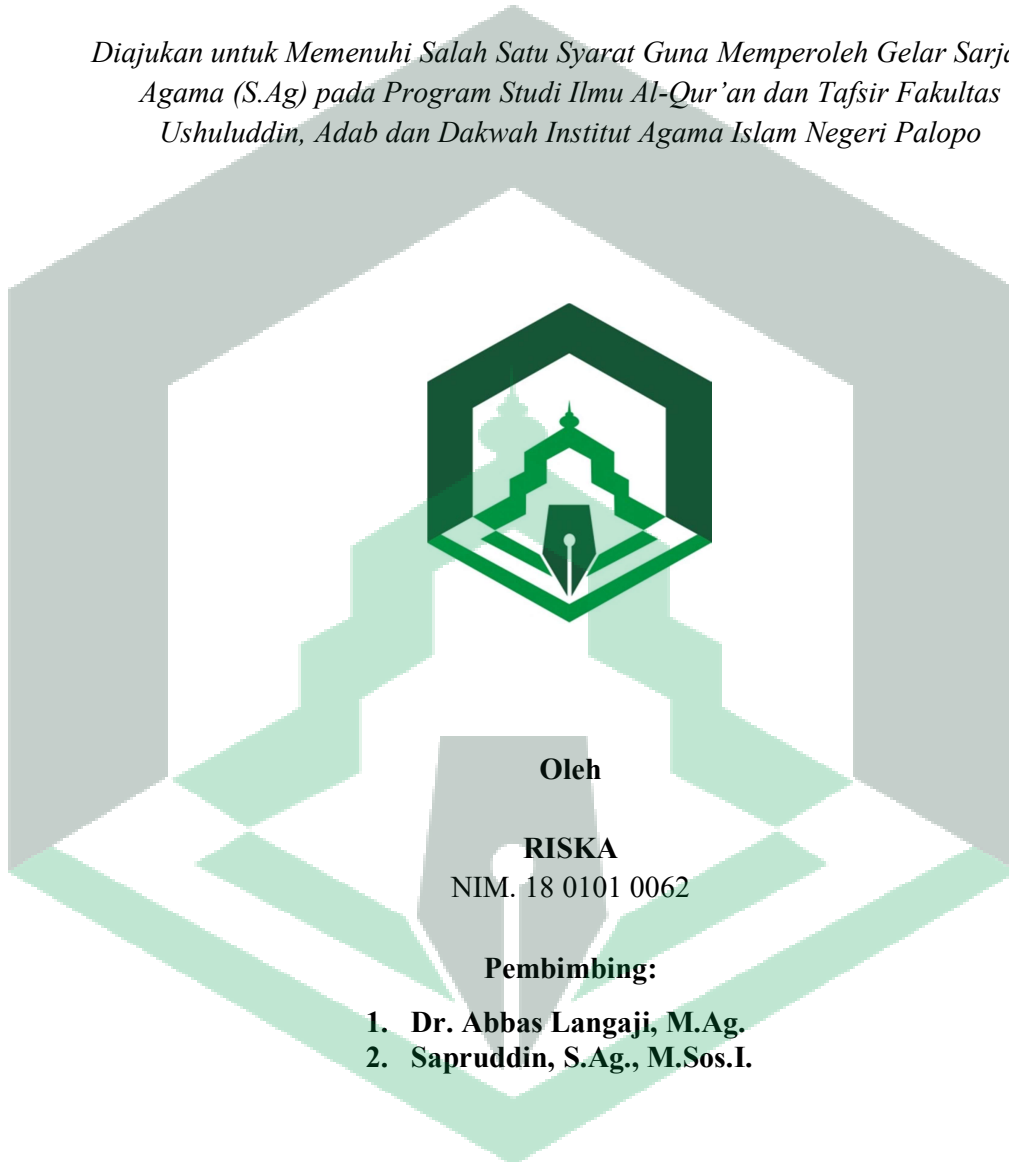 Diajukan untuk Memenuhi Salah Satu Syarat Guna Memperoleh Gelar Sarj
Agama (S.Ag) pada Program Studi Ilmu Al-Qur’an dan Tafsir Fakultas
Ushuluddin, Adab dan Dakwah Institut Agama Islam Negeri Palopo
Oleh
RISKA
NIM. 18 0101 0062
Pembimbing:
1. Dr. Abbas Langaji, M.Ag.
2. Sapruddin, S.Ag., M.Sos.I.